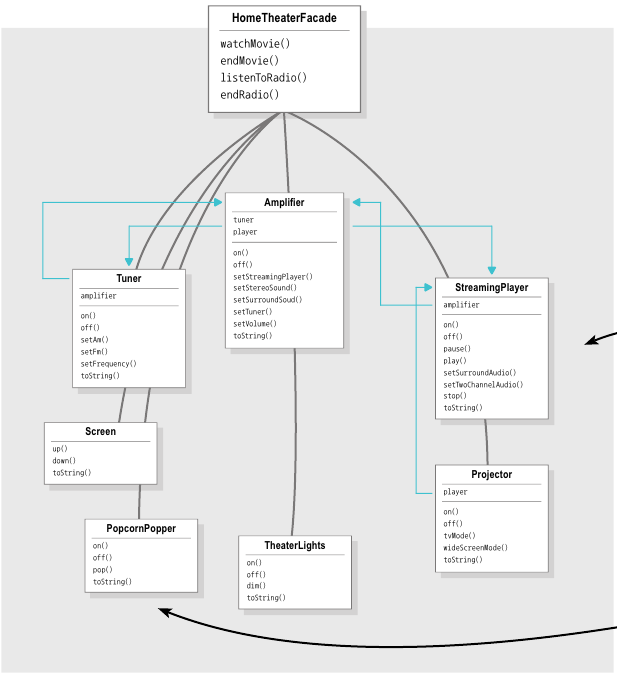 HomeTheaterFacade
watchMovie()
endMovie()
listenToRadio()
endRadio()
Amplifier
tuner
player
on()
off()
setStreamingPlayer()
setStereoSound()
setSurroundSoud()
setTuner()
setVolume()
toString()
Tuner
amplifier
on()
off()
setAm()
setFm()
setFrequency()
toString()
StreamingPlayer
amplifier
on()
off()
pause()
play()
setSurroundAudio()
setTwoChannelAudio()
stop()
toString()
Screen
up()
down()
toString()
Projector
player
on()
off()
tvMode()
wideScreenMode()
toString()
PopcornPopper
on()
off()
pop()
toString()
TheaterLights
on()
off()
dim()
toString()